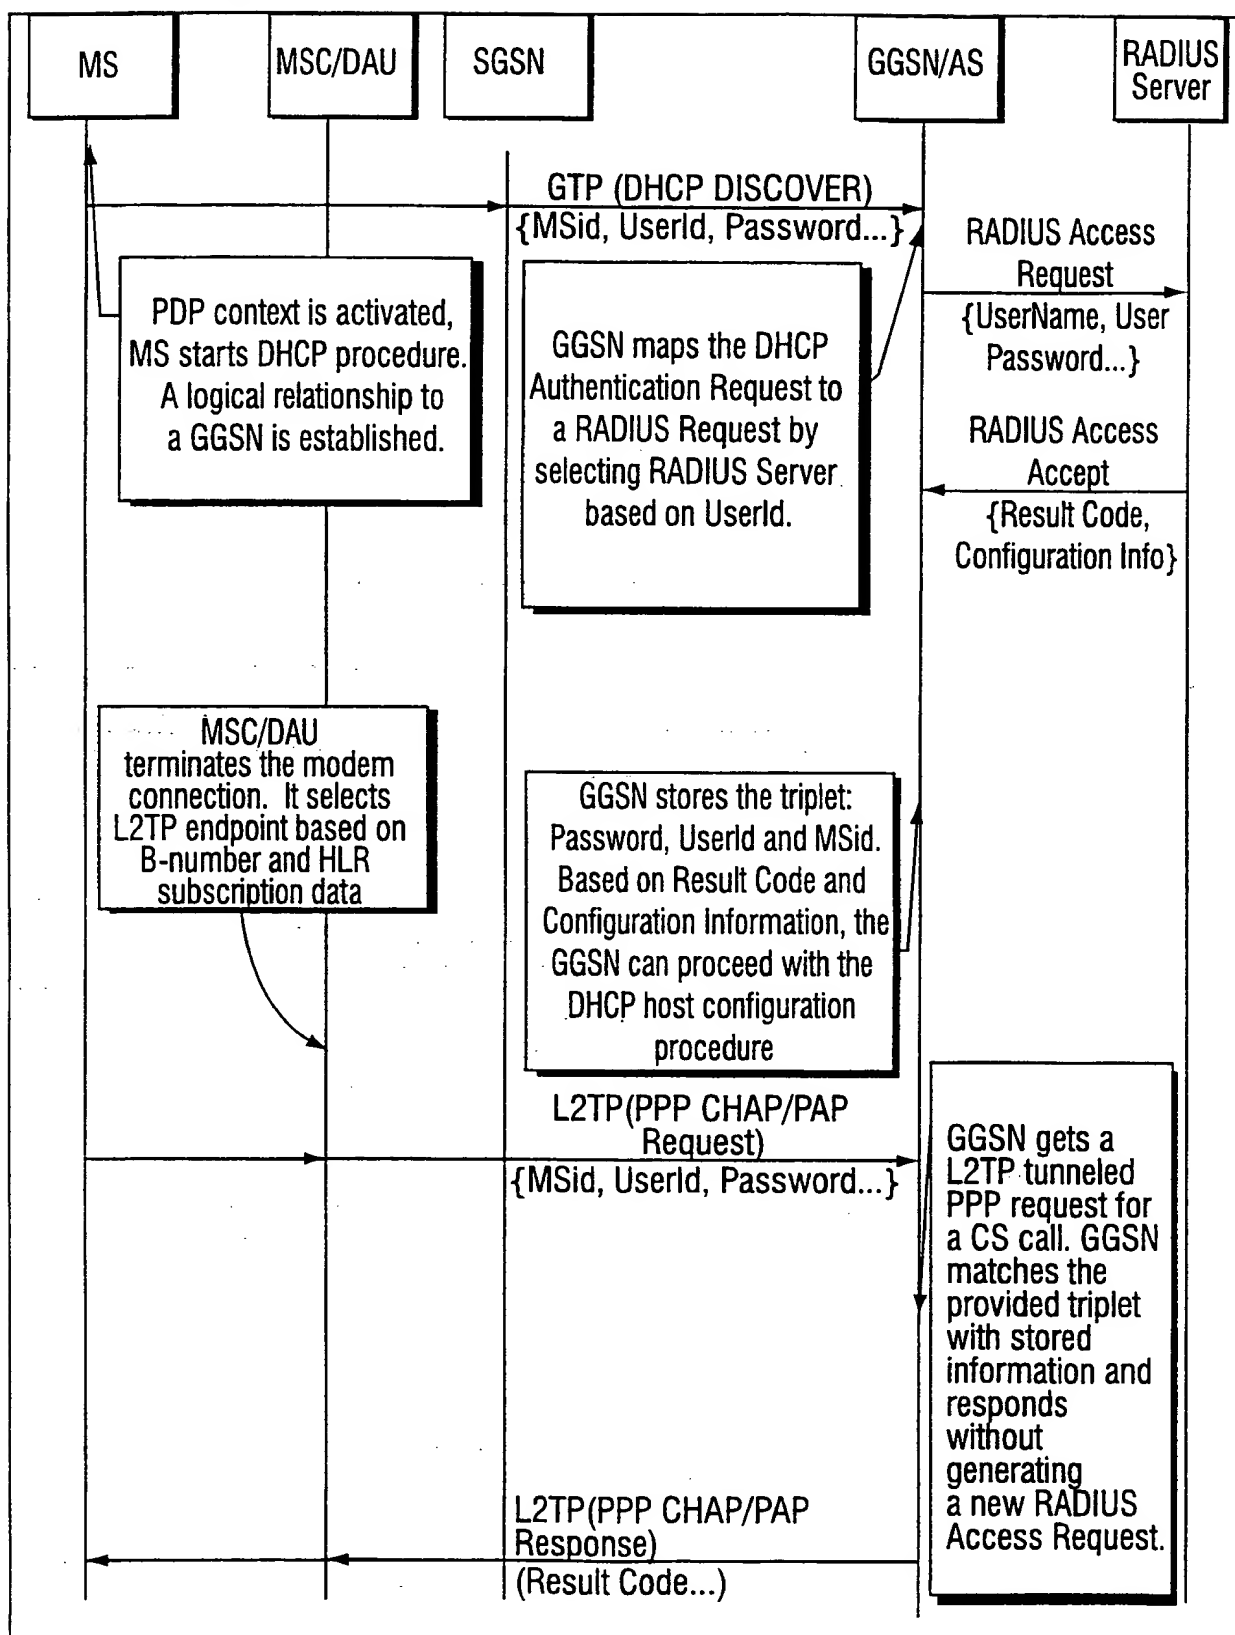 MS
MSC/DAU
SGSN
GGSN/AS
RADIUS
Server
GTP (DHCP DISCOVER)
{MSid, UserId, Password...}
RADIUS Access
Request
{UserName, User
Password...}
PDP context is activated,
MS starts DHCP procedure.
A logical relationship to
a GGSN is established.
GGSN maps the DHCP
Authentication Request to
a RADIUS Request by
selecting RADIUS Server
based on UserId.
RADIUS Access
Accept
{Result Code,
Configuration Info}
MSC/DAU
terminates the modem
connection. It selects
L2TP endpoint based on
B-number and HLR
subscription data
GGSN stores the triplet:
Password, UserId and MSid.
Based on Result Code and
Configuration Information, the
GGSN can proceed with the
DHCP host configuration
procedure
L2TP(PPP CHAP/PAP
Request)
{MSid, UserId, Password...}
GGSN gets a
L2TP tunneled
PPP request for
a CS call. GGSN
matches the
provided triplet
with stored
information and
responds
without
generating
a new RADIUS
Access Request.
L2TP(PPP CHAP/PAP
Response)
(Result Code...)